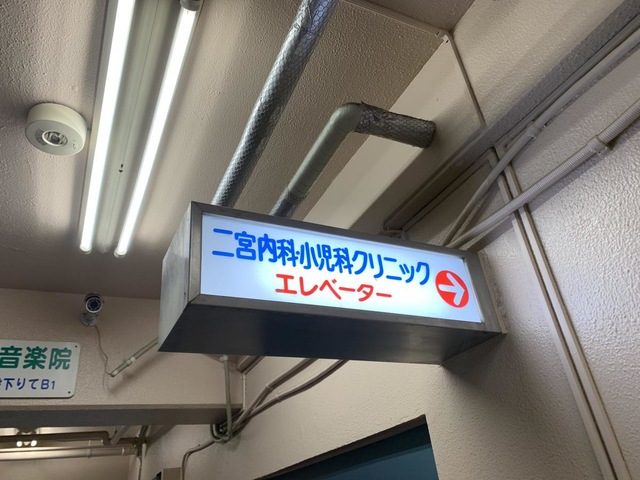 二宮内科・小児科クリニック
エレベーター
音楽院
下りてB1